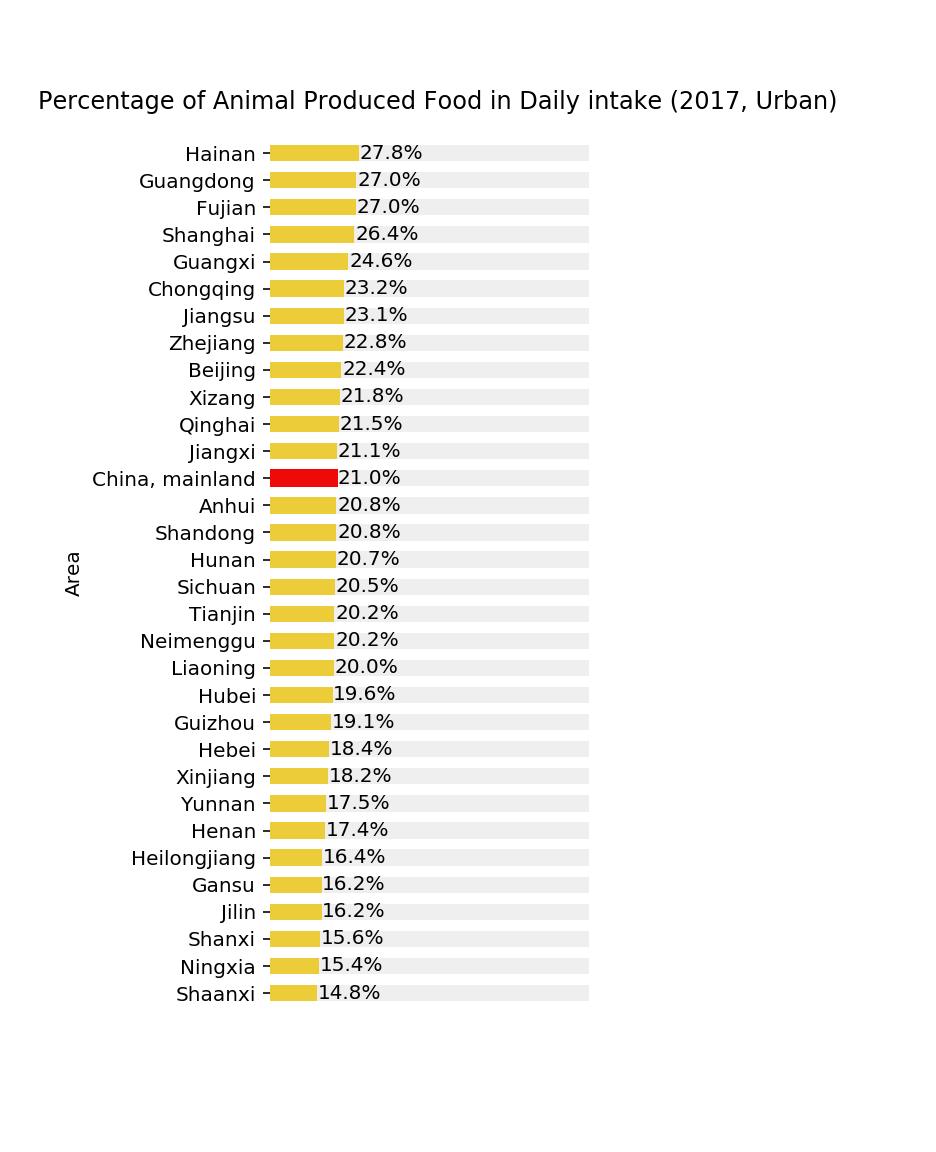 Percentage of Animal Produced Food in Daily intake (2017, Urban)
Hainan 27.8%
Guangdong 27.0%
Fujian 27.0%
Shanghai 26.4%
Guangxi 24.6%
Chongqing 23.2%
Jiangsu 23.1%
Zhejiang 22.8%
Beijing 22.4%
Xizang 21.8%
Qinghai 21.5%
Jiangxi 21.1%
China, mainland 21.0%
Anhui 20.8%
Shandong 20.8%
Hunan 20.7%
Area
Sichuan 20.5%
Tianjin 20.2%
Neimenggu 20.2%
Liaoning 20.0%
Hubei 19.6%
Guizhou 19.1%
Hebei 18.4%
Xinjiang 18.2%
Yunnan 17.5%
Henan 17.4%
Heilongjiang 16.4%
Gansu 16.2%
Jilin 16.2%
Shanxi 15.6%
Ningxia 15.4%
Shaanxi 14.8%